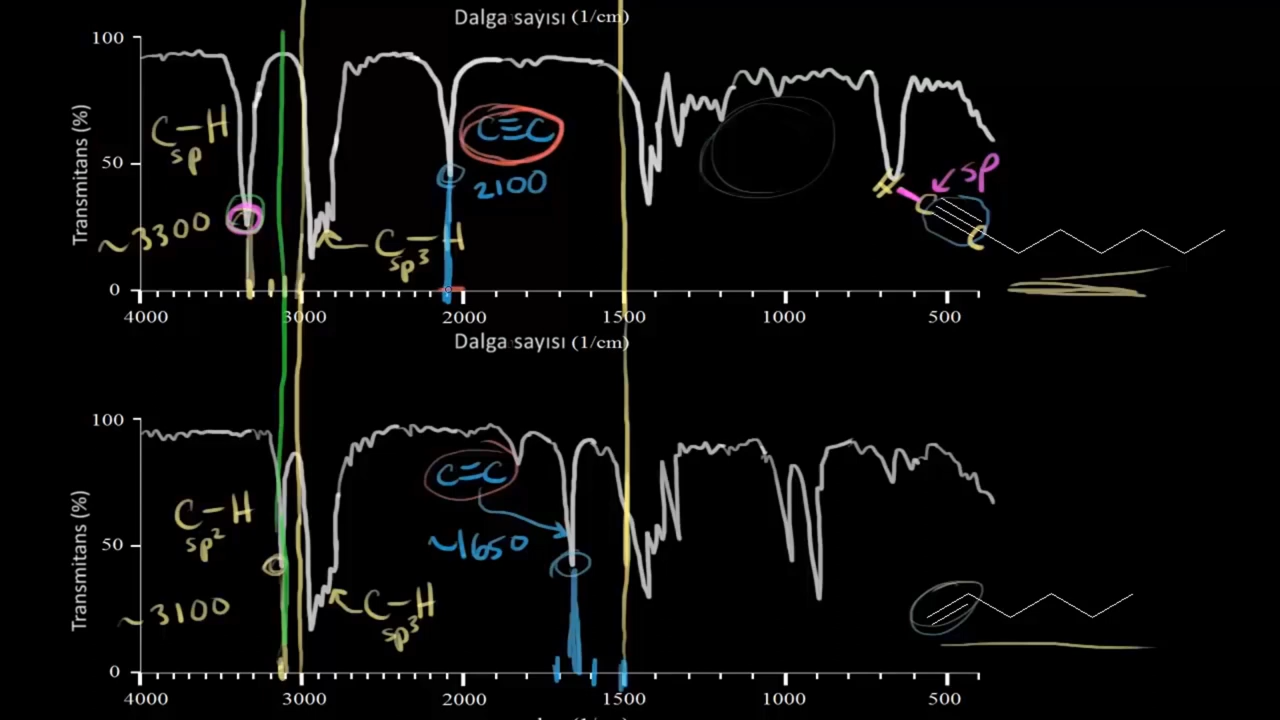 Dalga sayısı (1/cm)
100
50
0
Transmitans (%)
C-H
sp
~3300
C-H
sp³
C≡C
2100
H
C
C
sp
4000 3000 2000 1500 1000 500
Dalga sayısı (1/cm)
100
50
0
Transmitans (%)
C-H
sp²
~3100
C-H
sp³
C=C
~1650
4000 3000 2000 1500 1000 500